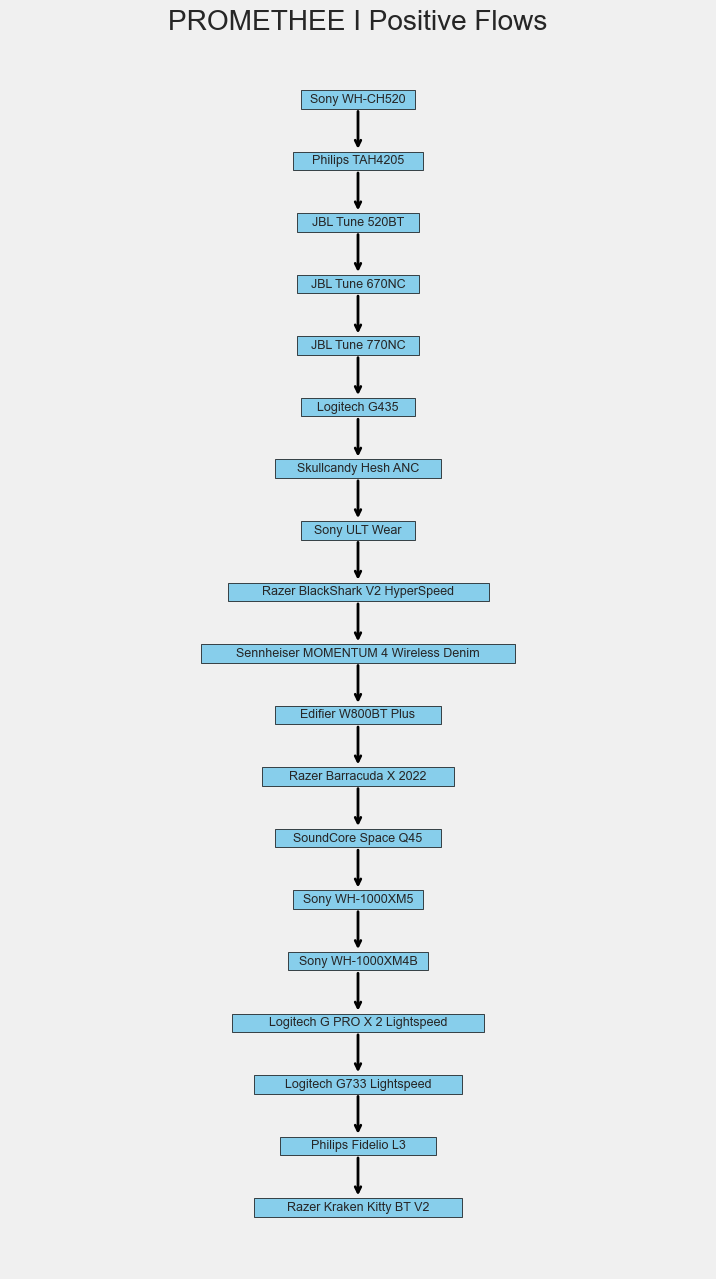 PROMETHEE I Positive Flows
Sony WH-CH520
Philips TAH4205
JBL Tune 520BT
JBL Tune 670NC
JBL Tune 770NC
Logitech G435
Skullcandy Hesh ANC
Sony ULT Wear
Razer BlackShark V2 HyperSpeed
Sennheiser MOMENTUM 4 Wireless Denim
Edifier W800BT Plus
Razer Barracuda X 2022
SoundCore Space Q45
Sony WH-1000XM5
Sony WH-1000XM4B
Logitech G PRO X 2 Lightspeed
Logitech G733 Lightspeed
Philips Fidelio L3
Razer Kraken Kitty BT V2